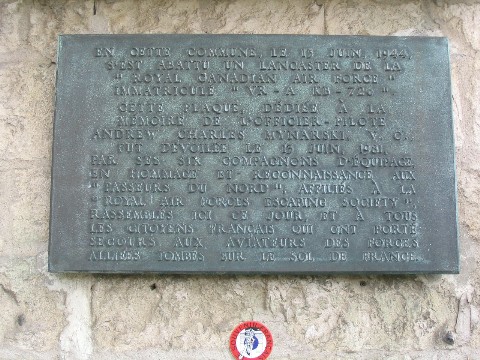 EN CETTE COMMUNE, LE 13 JUIN, 1944,
S'EST ABATTU UN LANCASTER DE LA
" ROYAL CANADIAN AIR FORCE "
IMMATRICULÉ " VR - A KB - 726 ".
CETTE PLAQUE, DÉDIÉE À LA
MÉMOIRE DE L'OFFICIER-PILOTE
ANDREW CHARLES MYNARSKI, V. C.,
FUT DÉVOILÉE LE 13 JUIN, 1981,
PAR SES SIX COMPAGNONS D'ÉQUIPAGE
EN HOMMAGE ET RECONNAISSANCE AUX
" PASSEURS DU NORD ", AFFILIÉS À LA
" ROYAL AIR FORCES ESCAPING SOCIETY ",
RASSEMBLÉS ICI CE JOUR ET À TOUS
LES CITOYENS FRANÇAIS QUI ONT PORTÉ
SECOURS AUX AVIATEURS DES FORCES
ALLIÉES TOMBÉS SUR LE SOL DE FRANCE.